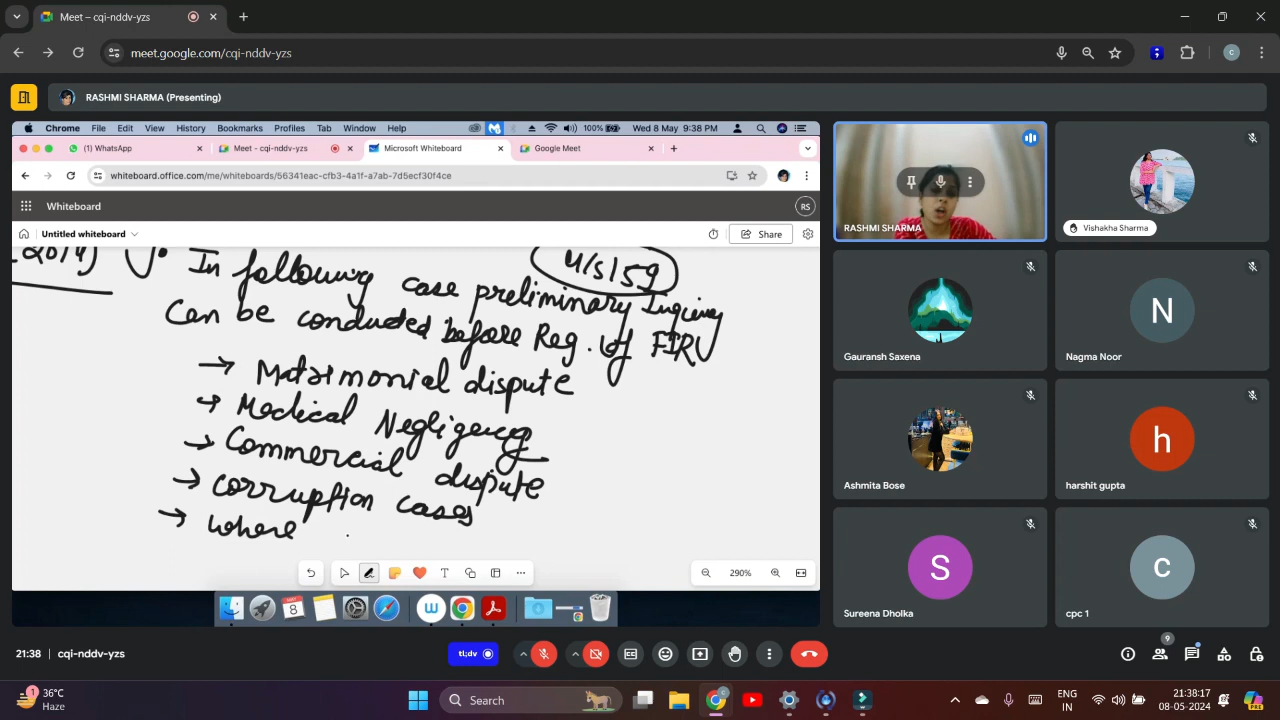 Meet – cqi-nddv-yzs
meet.google.com/cqi-nddv-yzs
RASHMI SHARMA (Presenting)
Chrome File Edit View History Bookmarks Profiles Tab Window Help 100% Wed 8 May 9:38 PM
(1) WhatsApp Meet - cqi-nddv-yzs Microsoft Whiteboard Google Meet
whiteboard.office.com/me/whiteboards/56341eac-cfb3-4a1f-a7ab-7d5ecf30f4ce
Whiteboard RS
Untitled whiteboard Share
2014) u/s 159
In following case preliminary Inquiry
Can be conducted before Reg. of FIR
→ Matrimonial dispute
→ Medical Negligency
→ Commercial dispute
→ corruption cases
→ where
T 290%
MAY
8
W
RASHMI SHARMA
Vishakha Sharma
Gauransh Saxena
N
Nagma Noor
Ashmita Bose
h
harshit gupta
S
Sureena Dholka
c
cpc 1
21:38 | cqi-nddv-yzs tl;dv 9
1
36°C
Haze
Search
ENG
IN
21:38:17
08-05-2024